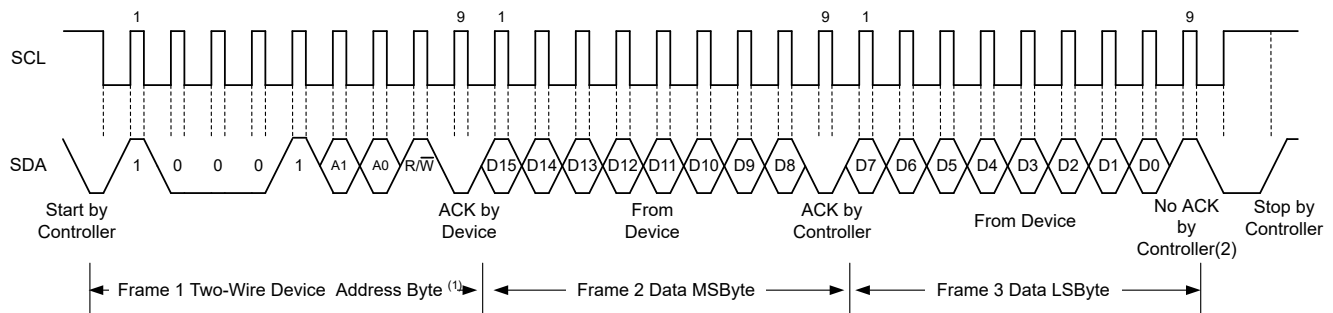 1 9 1 9 1 9
SCL
SDA 1 0 0 0 1 A1 A0 R/W̅ D15 D14 D13 D12 D11 D10 D9 D8 D7 D6 D5 D4 D3 D2 D1 D0
Start by
Controller
ACK by
Device
From
Device
ACK by
Controller
From Device
No ACK
by
Controller(2)
Stop by
Controller
Frame 1 Two-Wire Device Address Byte (1)
Frame 2 Data MSByte
Frame 3 Data LSByte